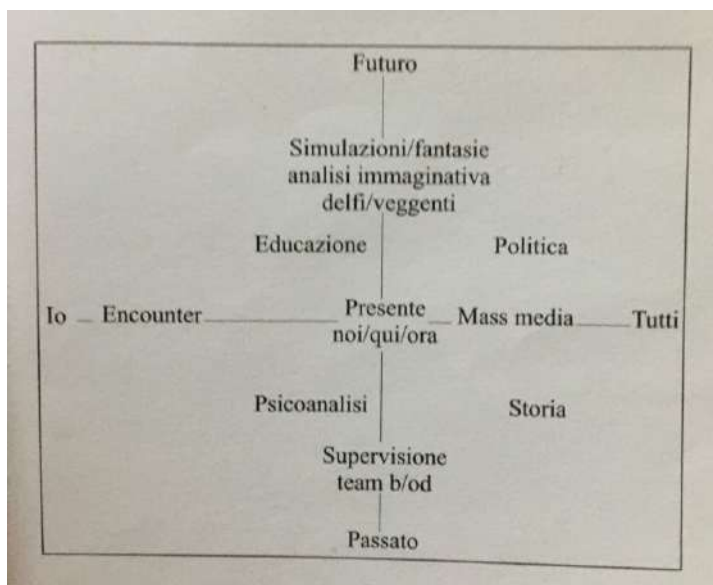 Futuro
Simulazioni/fantasie
analisi immaginativa
delfi/veggenti
Educazione Politica
Io Encounter Presente Mass media Tutti
noi/qui/ora
Psicoanalisi Storia
Supervisione
team b/od
Passato